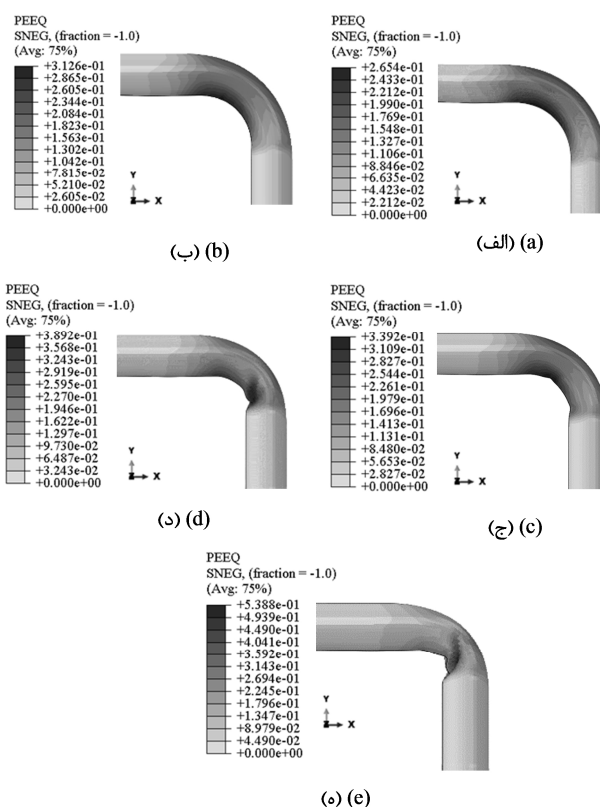 PEEQ
SNEG, (fraction = -1.0)
(Avg: 75%)
+3.126e-01
+2.865e-01
+2.605e-01
+2.344e-01
+2.084e-01
+1.823e-01
+1.563e-01
+1.302e-01
+1.042e-01
+7.815e-02
+5.210e-02
+2.605e-02
+0.000e+00
Y
Z X
(b) (ب)
PEEQ
SNEG, (fraction = -1.0)
(Avg: 75%)
+2.654e-01
+2.433e-01
+2.212e-01
+1.990e-01
+1.769e-01
+1.548e-01
+1.327e-01
+1.106e-01
+8.846e-02
+6.635e-02
+4.423e-02
+2.212e-02
+0.000e+00
Y
Z X
(a) (الف)
PEEQ
SNEG, (fraction = -1.0)
(Avg: 75%)
+3.892e-01
+3.568e-01
+3.243e-01
+2.919e-01
+2.595e-01
+2.270e-01
+1.946e-01
+1.622e-01
+1.297e-01
+9.730e-02
+6.487e-02
+3.243e-02
+0.000e+00
Y
Z X
(d) (د)
PEEQ
SNEG, (fraction = -1.0)
(Avg: 75%)
+3.392e-01
+3.109e-01
+2.827e-01
+2.544e-01
+2.261e-01
+1.979e-01
+1.696e-01
+1.413e-01
+1.131e-01
+8.480e-02
+5.653e-02
+2.827e-02
+0.000e+00
Y
Z X
(c) (ج)
PEEQ
SNEG, (fraction = -1.0)
(Avg: 75%)
+5.388e-01
+4.939e-01
+4.490e-01
+4.041e-01
+3.592e-01
+3.143e-01
+2.694e-01
+2.245e-01
+1.796e-01
+1.347e-01
+8.979e-02
+4.490e-02
+0.000e+00
Y
Z X
(e) (ه)